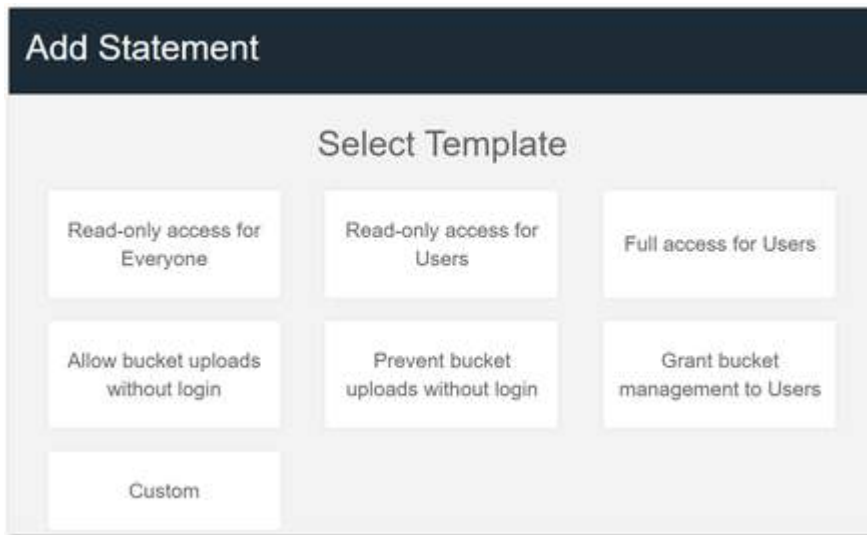 Add Statement
Select Template
Read-only access for
Everyone
Read-only access for
Users
Full access for Users
Allow bucket uploads
without login
Prevent bucket
uploads without login
Grant bucket
management to Users
Custom